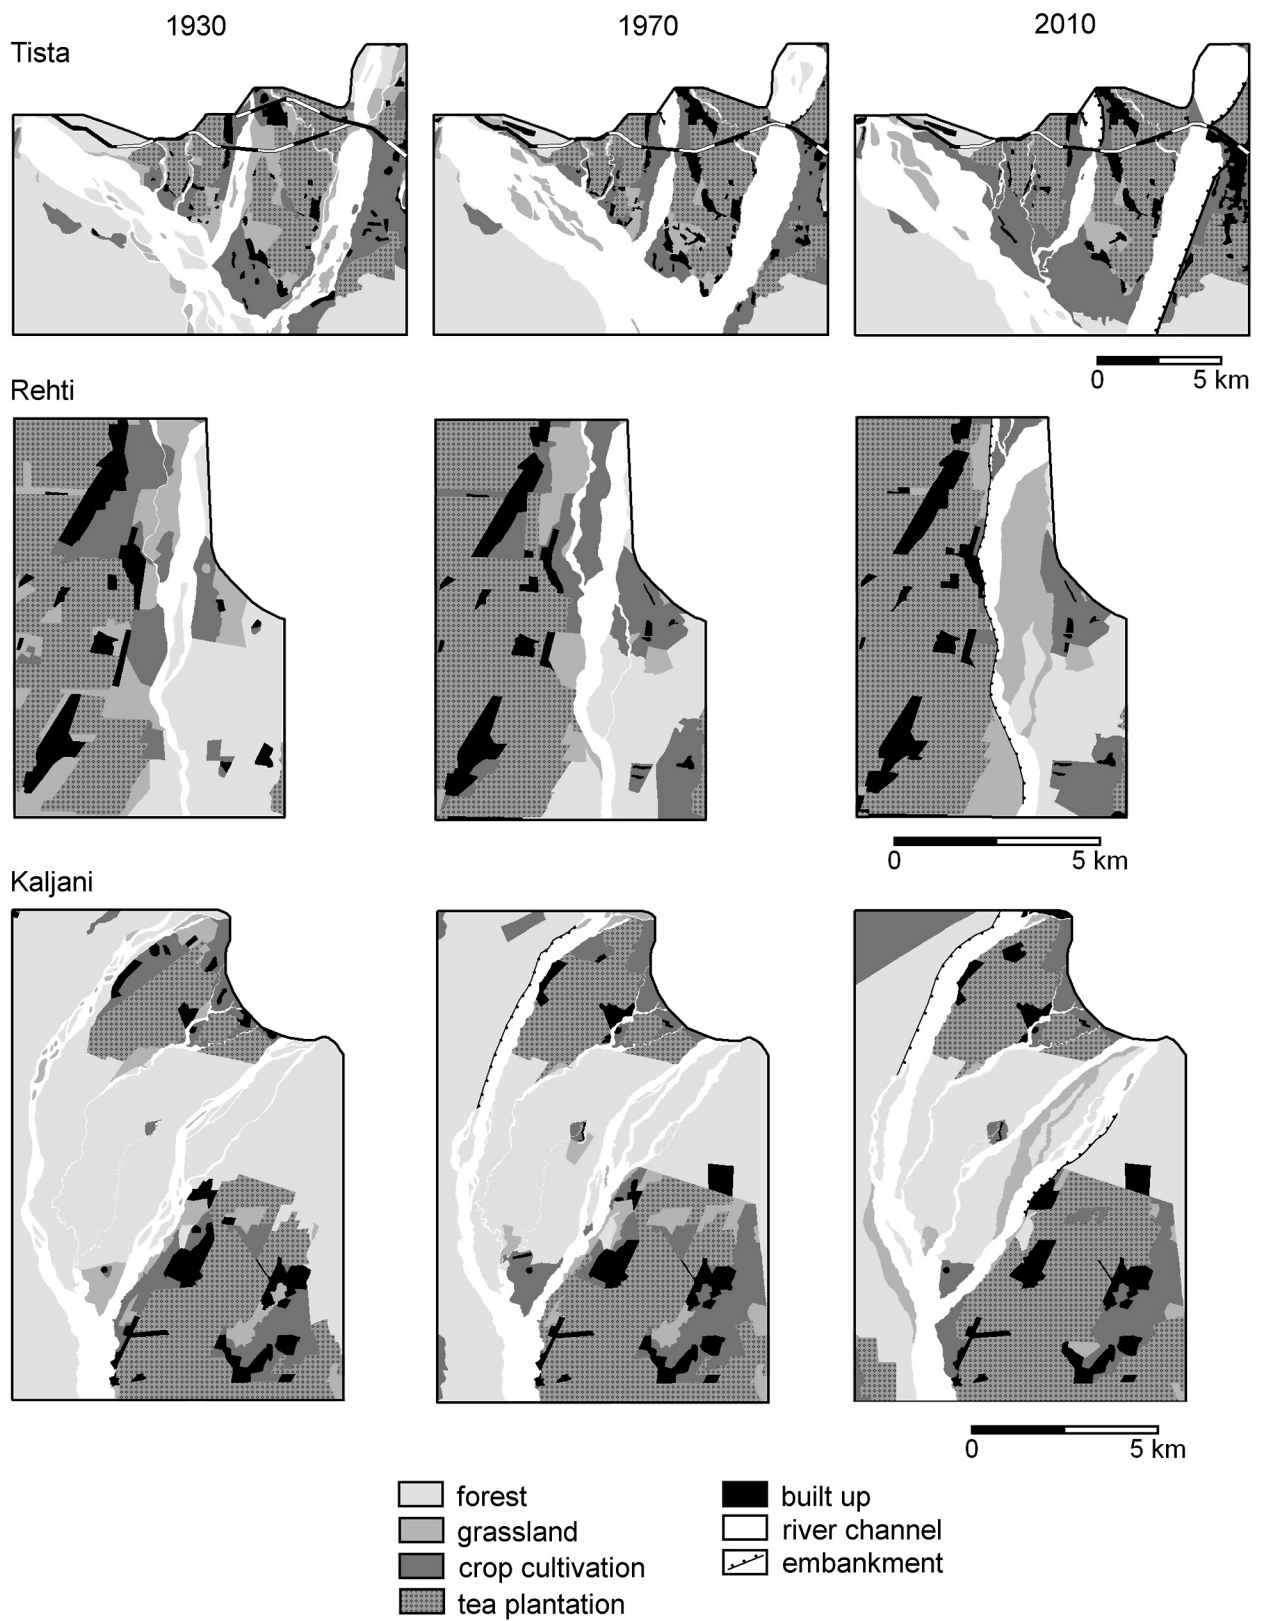 1930 1970 2010
Tista
0 5 km
Rehti
0 5 km
Kaljani
0 5 km
forest built up
grassland river channel
crop cultivation embankment
tea plantation